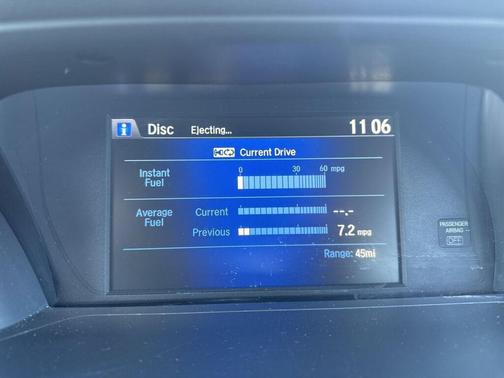 i Disc Ejecting... 11 06
Current Drive
Instant Fuel 0 30 60 mpg
Average Fuel Current --.-
Previous 7.2 mpg
Range: 45mi
PASSENGER
AIRBAG
OFF